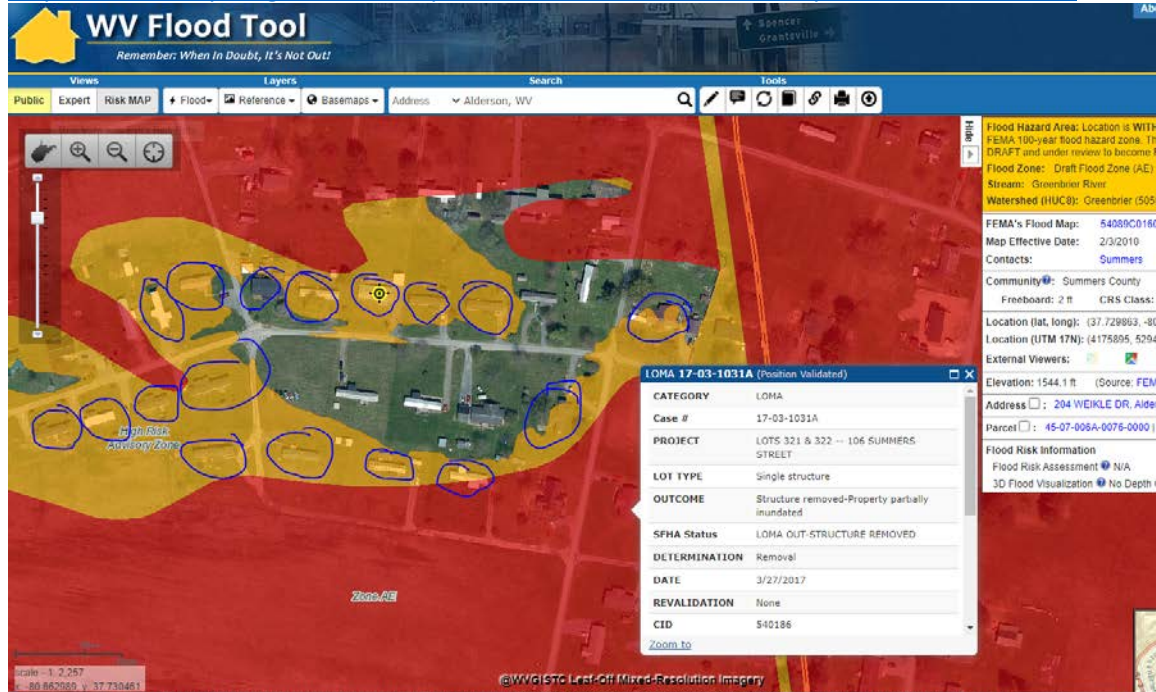 WV Flood Tool
Remember: When In Doubt, It's Not Out!
Spencer
Grantsville
Views
Layers
Search
Tools
Public
Expert
Risk MAP
Flood
Reference
Basemaps
Address
Alderson, WV
Hide
Flood Hazard Area: Location is
FEMA 100-year flood hazard zone.
DRAFT and under review to become
Flood Zone: Draft Flood Zone (AE)
Stream: Greenbrier River
Watershed (HUC8): Greenbrier
FEMA's Flood Map:
Map Effective Date: 2/3/2010
Contacts: Summers
Community: Summers County
Freeboard: 2 ft CRS Class:
Location (lat, long): (37.729863,
Location (UTM 17N): (4175895,
External Viewers:
Elevation: 1544.1 ft (Source:
Address : 204 WEIKLE DR,
Parcel : 45-07-006A-0076-0000 |
Flood Risk Information
Flood Risk Assessment N/A
3D Flood Visualization No Depth
High Risk
Advisory Zone
LOMA 17-03-1031A (Position Validated)
CATEGORY LOMA
Case # 17-03-1031A
PROJECT LOTS 321 & 322 -- 106 SUMMERS
STREET
LOT TYPE Single structure
OUTCOME Structure removed-Property partially
inundated
SFHA Status LOMA OUT-STRUCTURE REMOVED
DETERMINATION Removal
DATE 3/27/2017
REVALIDATION None
CID 540186
Zoom to
Zone AE
scale ~ 1: 2,257
x: -80.662989 y: 37.730461
@WVGISTC Leaf-Off Mixed-Resolution Imagery